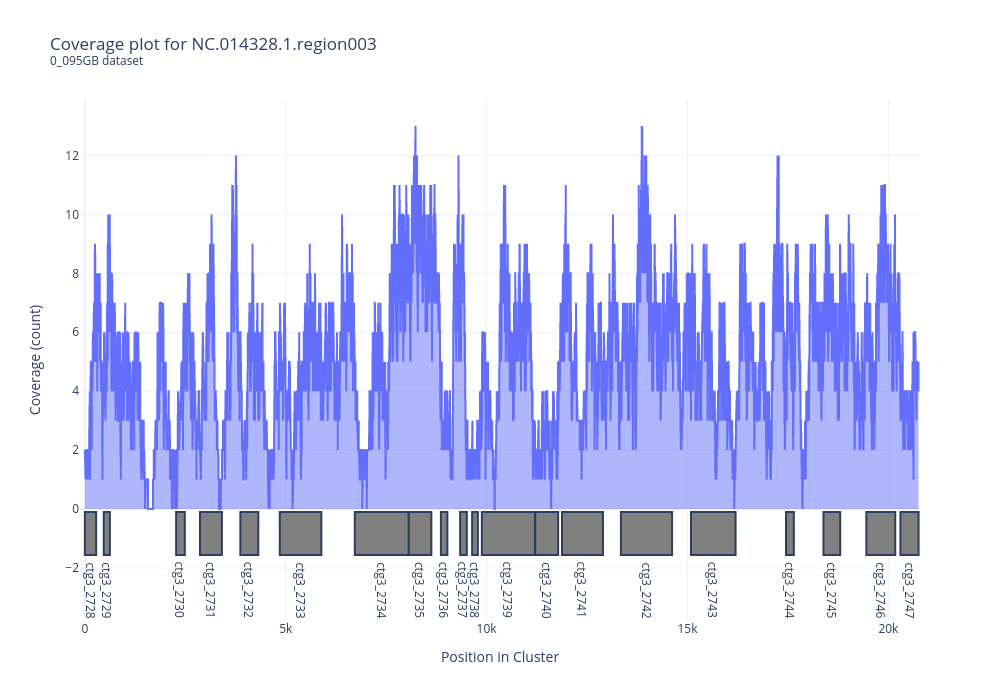 Coverage plot for NC.014328.1.region003
0_095GB dataset
12
10
8
6
4
2
0
−2
Coverage (count)
ctg3_2728
ctg3_2729
ctg3_2730
ctg3_2731
ctg3_2732
ctg3_2733
ctg3_2734
ctg3_2735
ctg3_2736
ctg3_2737
ctg3_2738
ctg3_2739
ctg3_2740
ctg3_2741
ctg3_2742
ctg3_2743
ctg3_2744
ctg3_2745
ctg3_2746
ctg3_2747
0 5k 10k 15k 20k
Position in Cluster